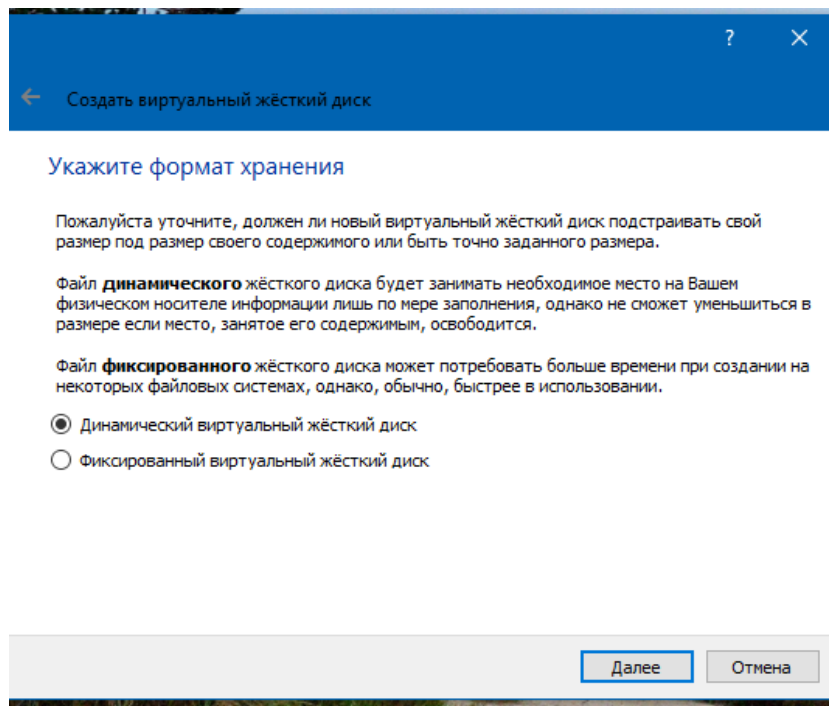 ?
Создать виртуальный жёсткий диск
Укажите формат хранения
Пожалуйста уточните, должен ли новый виртуальный жёсткий диск подстраивать свой
размер под размер своего содержимого или быть точно заданного размера.
Файл динамического жёсткого диска будет занимать необходимое место на Вашем
физическом носителе информации лишь по мере заполнения, однако не сможет уменьшиться в
размере если место, занятое его содержимым, освободится.
Файл фиксированного жёсткого диска может потребовать больше времени при создании на
некоторых файловых системах, однако, обычно, быстрее в использовании.
Динамический виртуальный жёсткий диск
Фиксированный виртуальный жёсткий диск
Далее Отмена